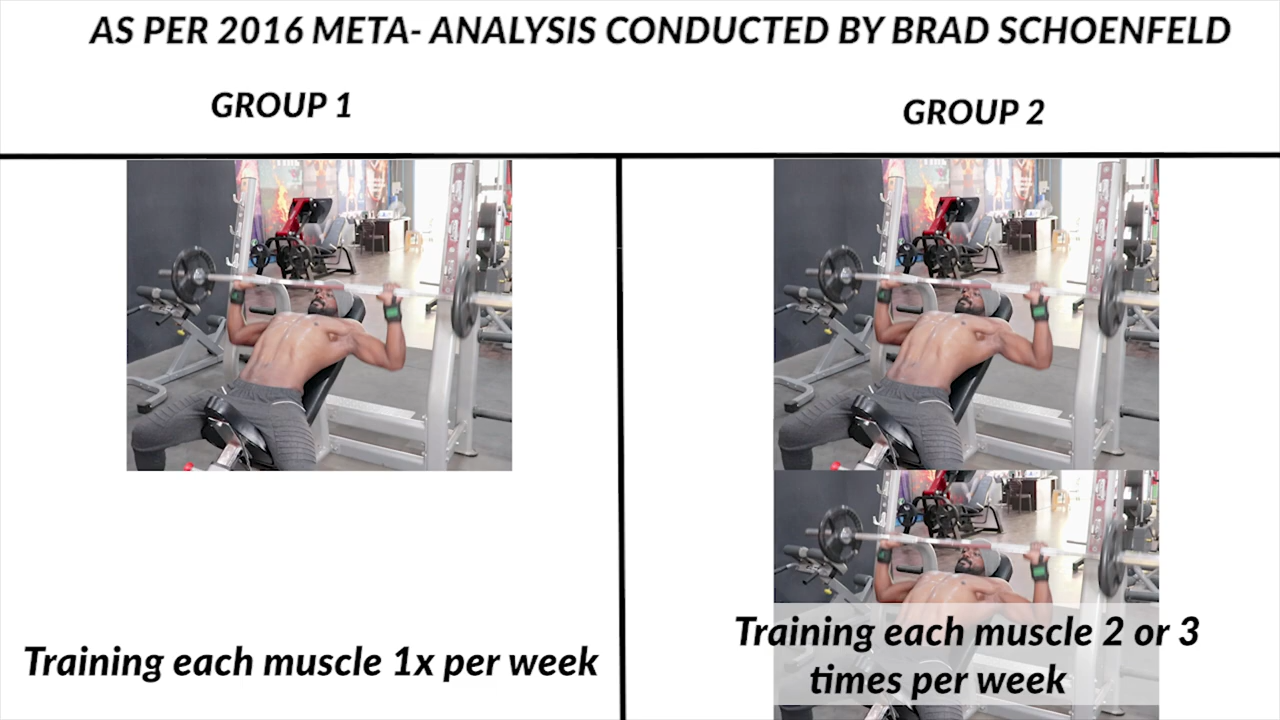 AS PER 2016 META- ANALYSIS CONDUCTED BY BRAD SCHOENFELD
GROUP 1
GROUP 2
Training each muscle 1x per week
Training each muscle 2 or 3
times per week